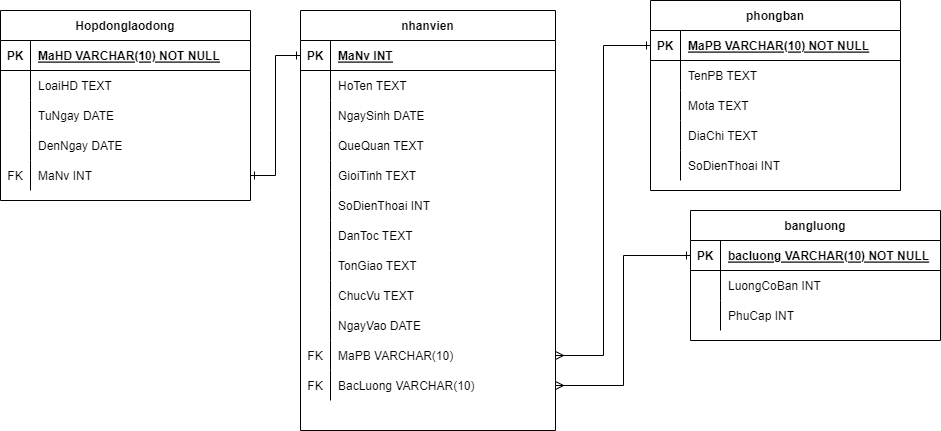 Hopdonglaodong
PK MaHD VARCHAR(10) NOT NULL
LoaiHD TEXT
TuNgay DATE
DenNgay DATE
FK MaNv INT
nhanvien
PK MaNv INT
HoTen TEXT
NgaySinh DATE
QueQuan TEXT
GioiTinh TEXT
SoDienThoai INT
DanToc TEXT
TonGiao TEXT
ChucVu TEXT
NgayVao DATE
FK MaPB VARCHAR(10)
FK BacLuong VARCHAR(10)
phongban
PK MaPB VARCHAR(10) NOT NULL
TenPB TEXT
Mota TEXT
DiaChi TEXT
SoDienThoai INT
bangluong
PK bacluong VARCHAR(10) NOT NULL
LuongCoBan INT
PhuCap INT